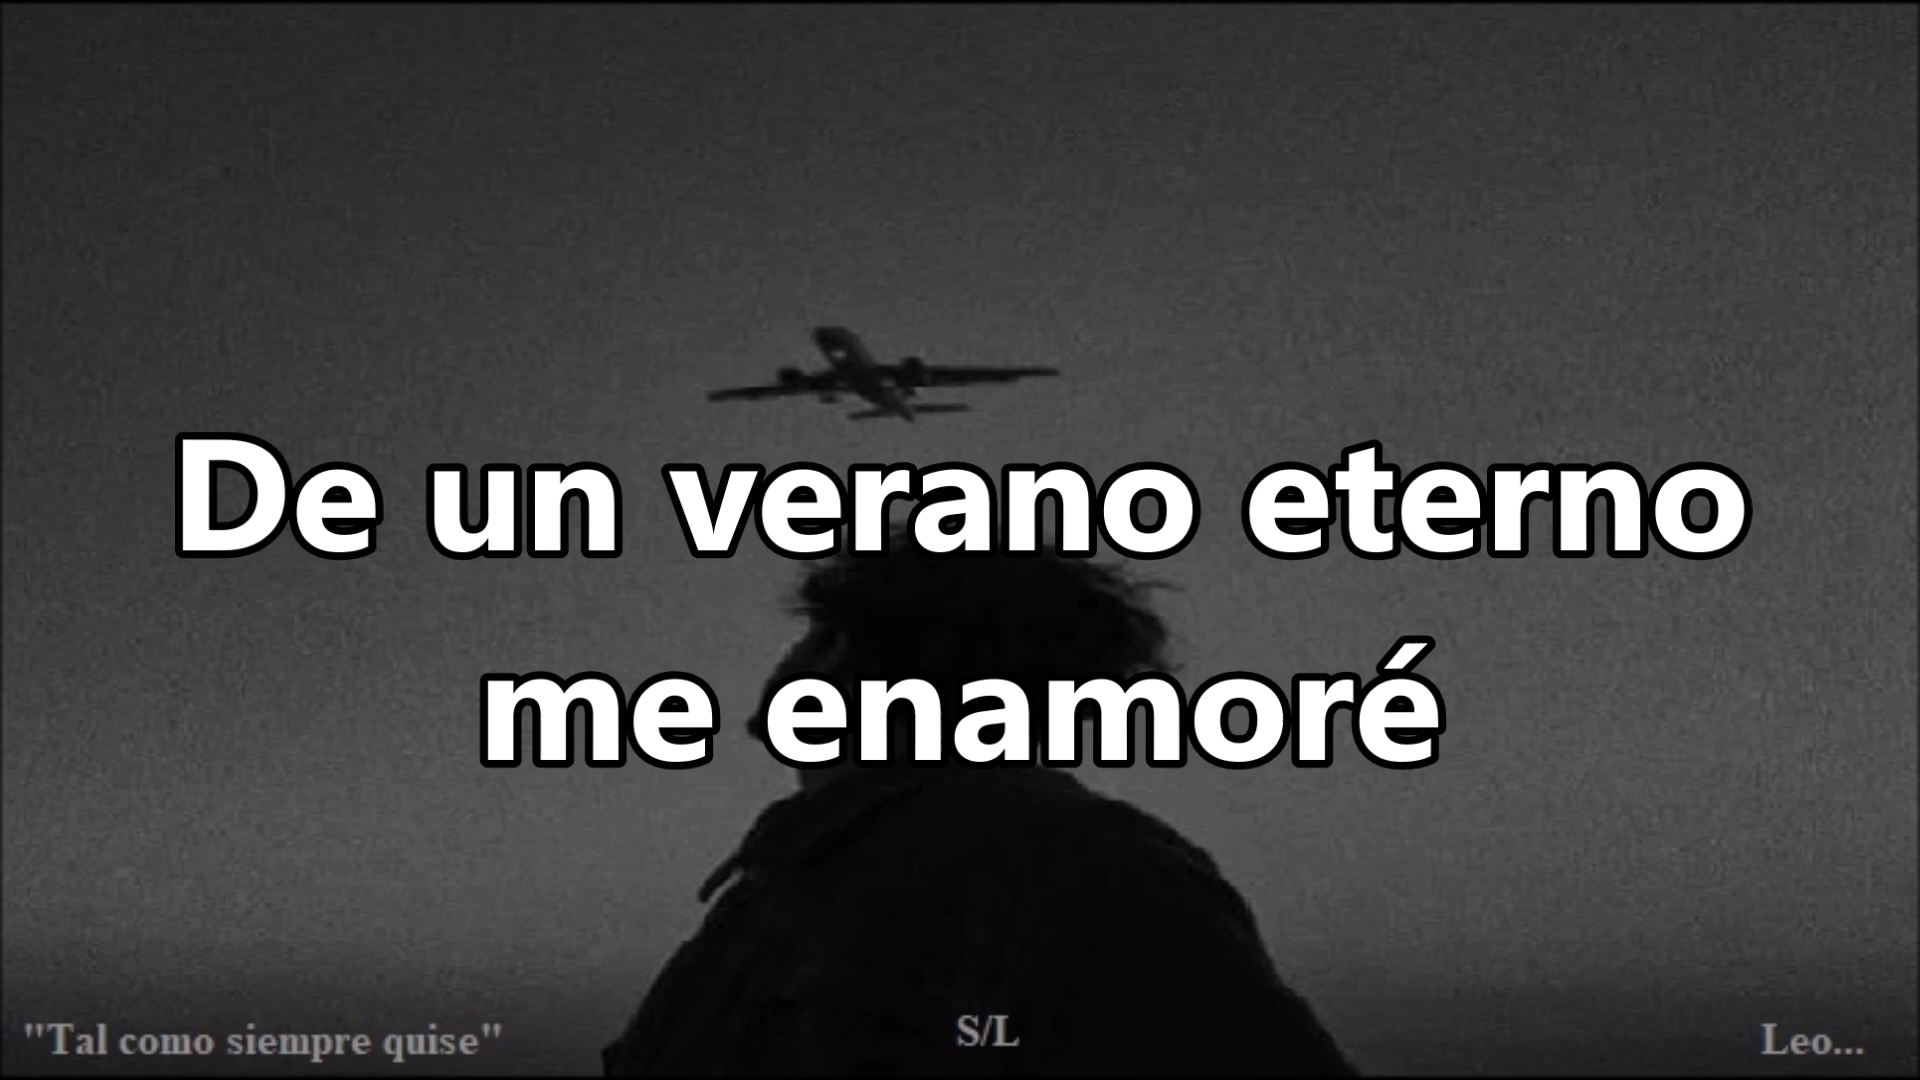 De un verano eterno
me enamoré
"Tal como siempre quise"
S/L
Leo...